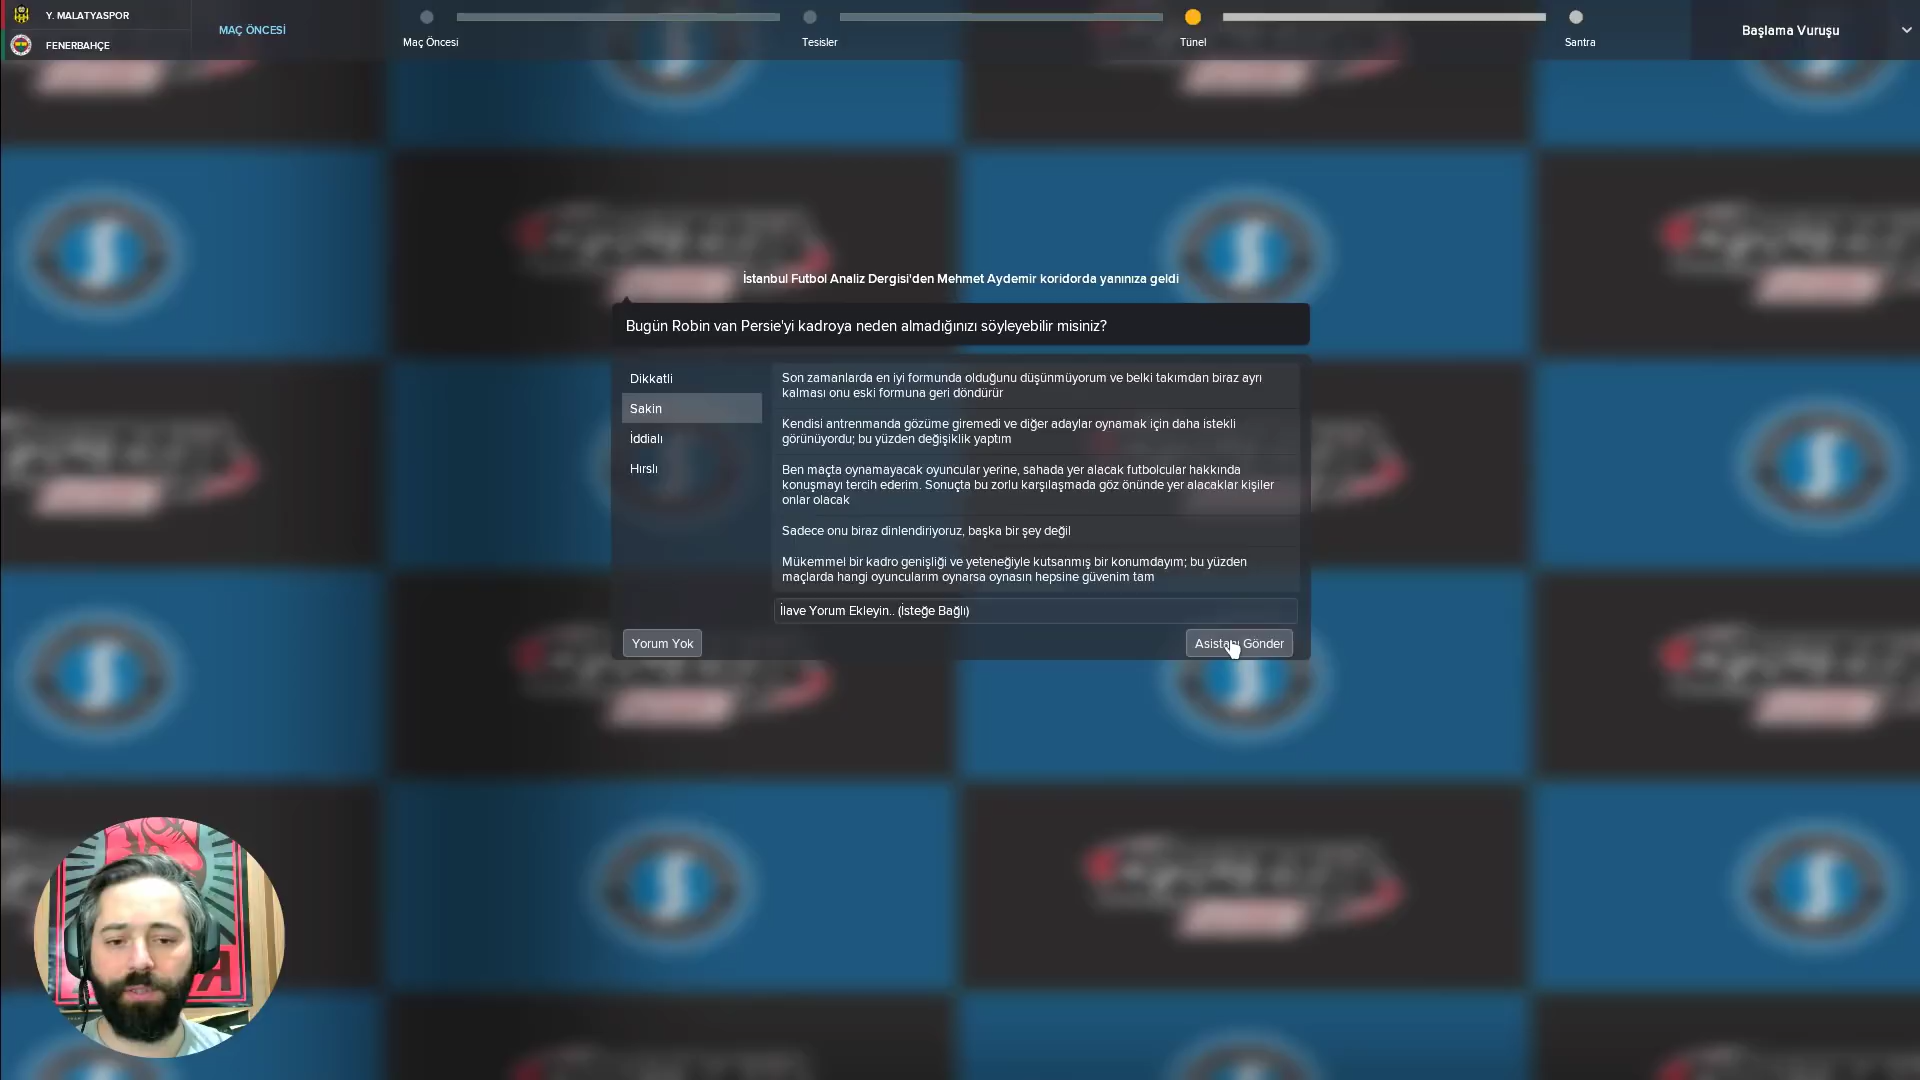 Y. MALATYASPOR
FENERBAHÇE
MAÇ ÖNCESİ
Maç Öncesi
Tesisler
Tünel
Santra
Başlama Vuruşu
İstanbul Futbol Analiz Dergisi'den Mehmet Aydemir koridorda yanınıza geldi
Bugün Robin van Persie'yi kadroya neden almadığınızı söyleyebilir misiniz?
Dikkatli
Sakin
İddialı
Hırslı
Son zamanlarda en iyi formunda olduğunu düşünmüyorum ve belki takımdan biraz ayrı
kalması onu eski formuna geri döndürür
Kendisi antrenmanda gözüme giremedi ve diğer adaylar oynamak için daha istekli
görünüyordu; bu yüzden değişiklik yaptım
Ben maçta oynamayacak oyuncular yerine, sahada yer alacak futbolcular hakkında
konuşmayı tercih ederim. Sonuçta bu zorlu karşılaşmada göz önünde yer alacaklar kişiler
onlar olacak
Sadece onu biraz dinlendiriyoruz, başka bir şey değil
Mükemmel bir kadro genişliği ve yeteneğiyle kutsanmış bir konumdayım; bu yüzden
maçlarda hangi oyuncularım oynarsa oynasın hepsine güvenim tam
İlave Yorum Ekleyin.. (İsteğe Bağlı)
Yorum Yok
Asistanı Gönder